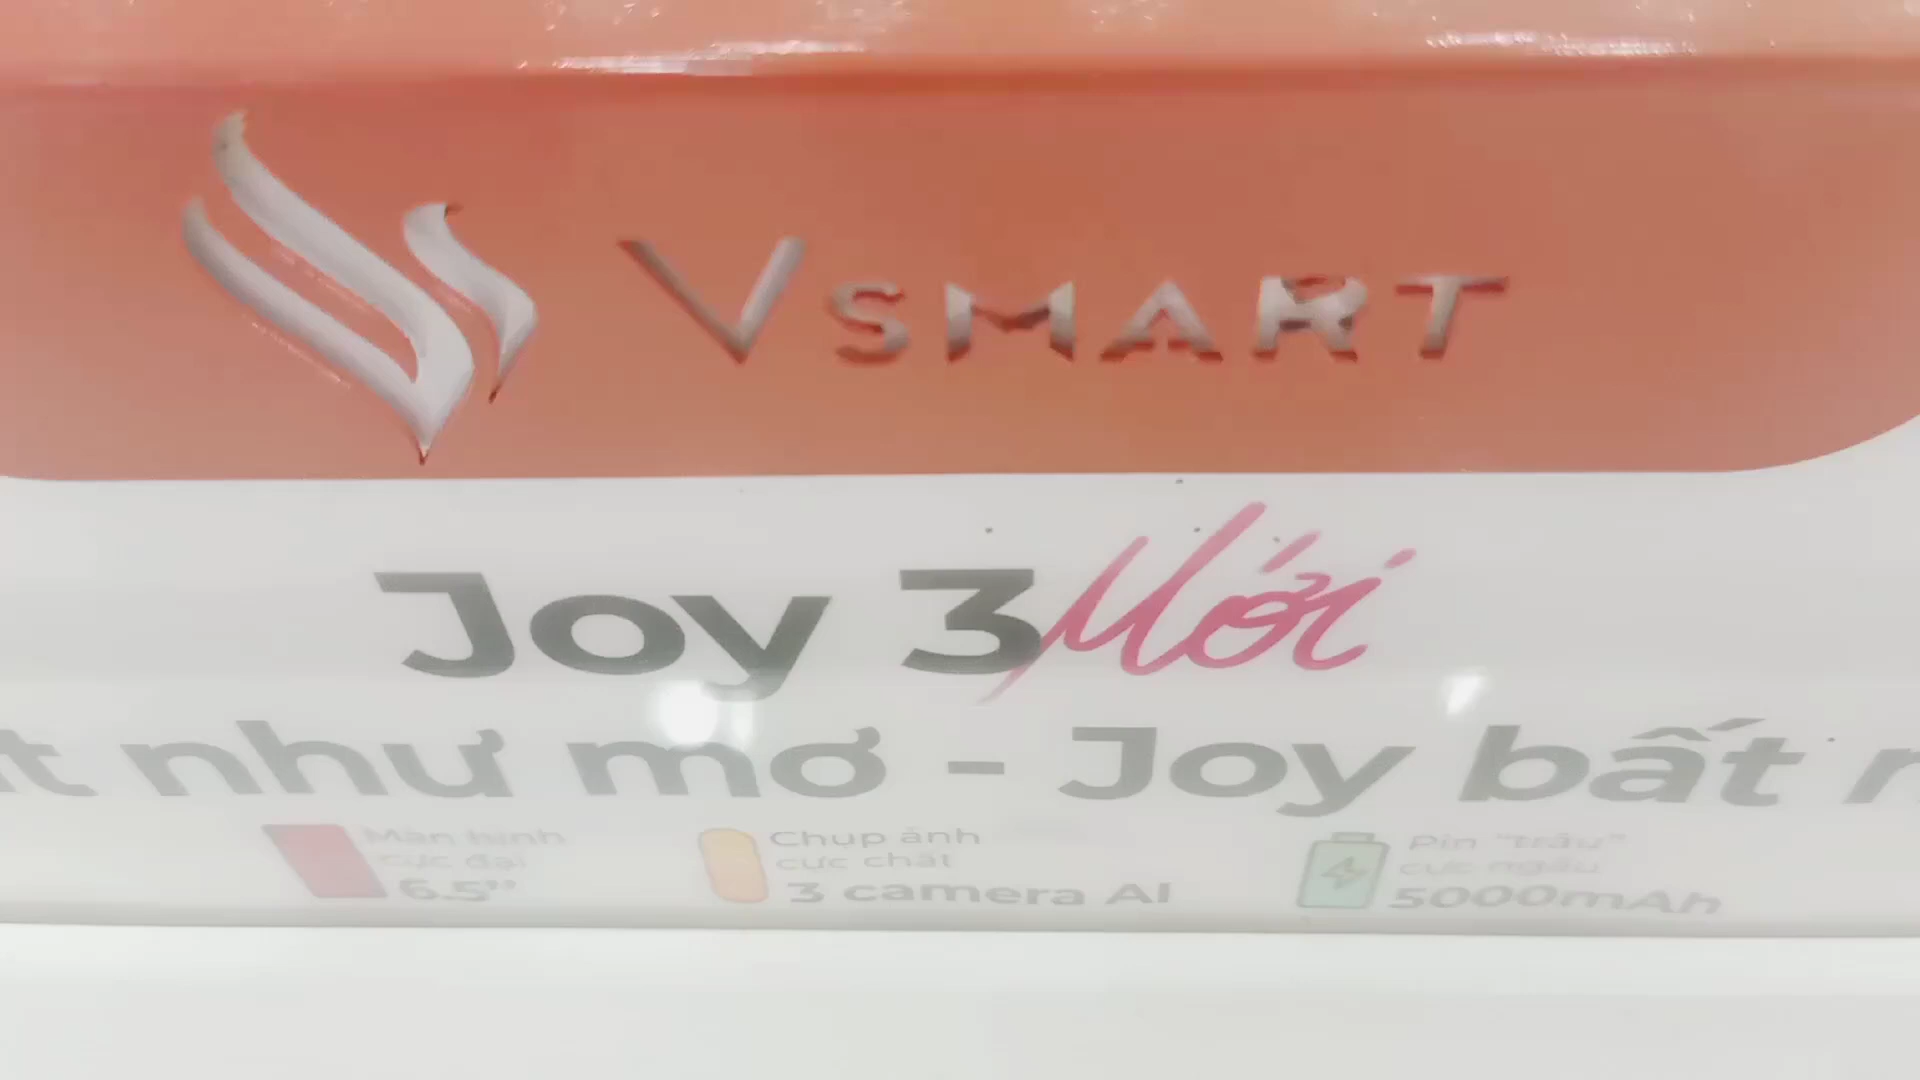 VSMART
Joy 3 Mới
t như mơ - Joy bất n
Màn hình
cực đại
6.5”
Chụp ảnh
cực chất
3 camera AI
Pin “trâu”
cực ngầu
5000mAh